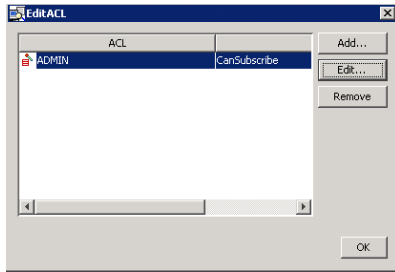 EditACL
ACL
Add...
ADMIN CanSubscribe
Edit...
Remove
OK